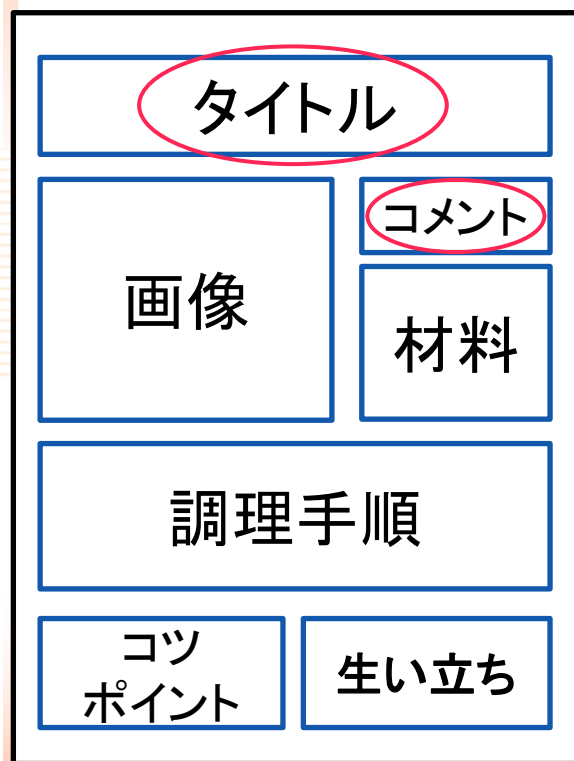 タイトル
画像
コメント
材料
調理手順
コツ
ポイント
生い立ち